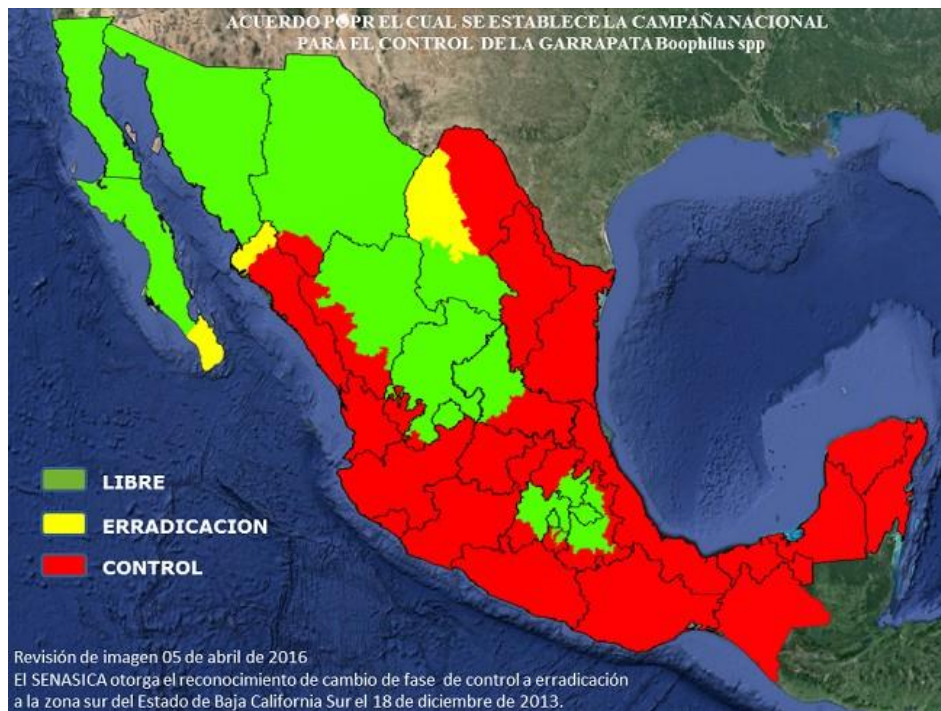 ACUERDO POPR EL CUAL SE ESTABLECE LA CAMPAÑA NACIONAL
PARA EL CONTROL DE LA GARRAPATA Boophilus spp
LIBRE
ERRADICACION
CONTROL
Revisión de imagen 05 de abril de 2016
El SENASICA otorga el reconocimiento de cambio de fase de control a erradicación
a la zona sur del Estado de Baja California Sur el 18 de diciembre de 2013.